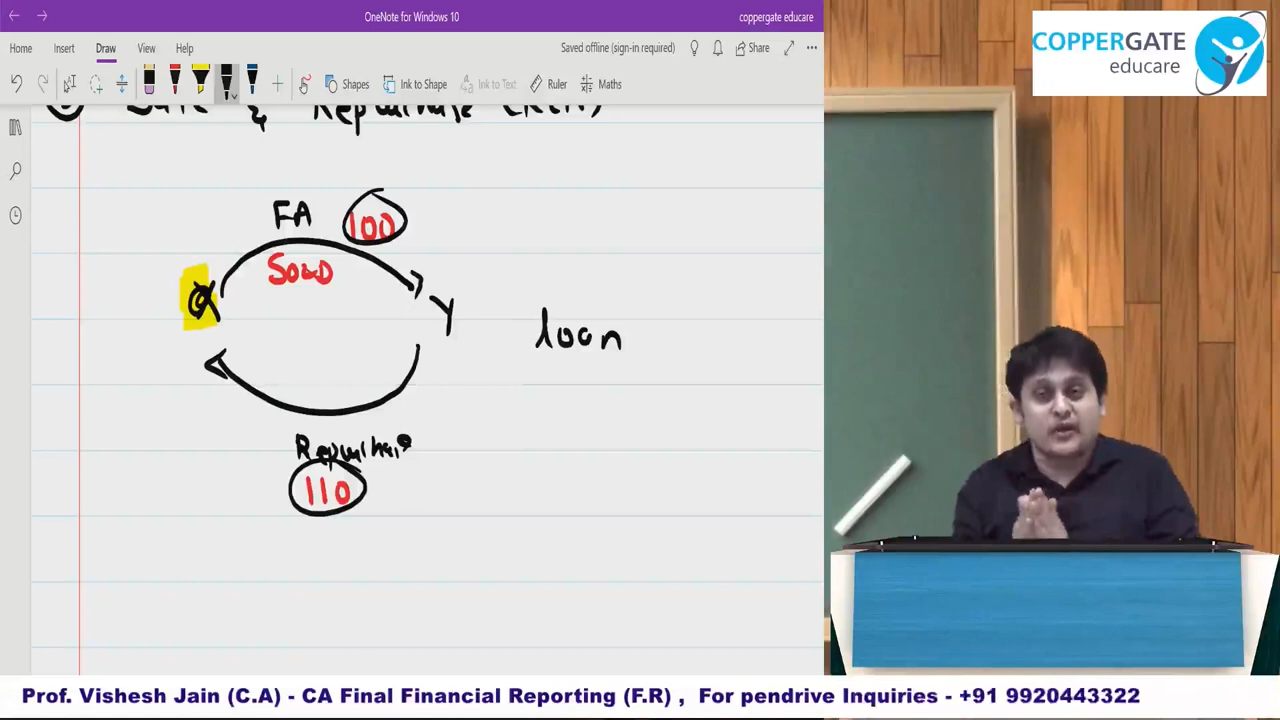 OneNote for Windows 10
coppergate educare
Home Insert Draw View Help
Saved offline (sign-in required)
Share
Shapes
Ink to Shape
Ink to Text
Ruler
Maths
COPPERGATE
educare
&
FA 100
Sold
Y
loan
110
Prof. Vishesh Jain (C.A) - CA Final Financial Reporting (F.R) , For pendrive Inquiries - +91 9920443322